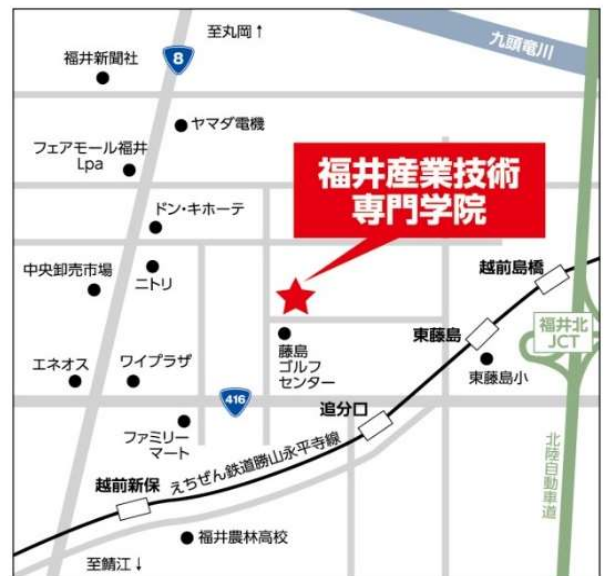 至丸岡↑
九頭竜川
8
福井新聞社
ヤマダ電機
フェアモール福井
Lpa
福井産業技術
専門学院
ドン・キホーテ
中央卸売市場
ニトリ
越前島橋
東藤島
福井北
JCT
藤島
ゴルフ
センター
東藤島小
エネオス
ワイプラザ
416
追分口
ファミリー
マート
えちぜん鉄道勝山永平寺線
北陸自動車道
越前新保
福井農林高校
至鯖江↓